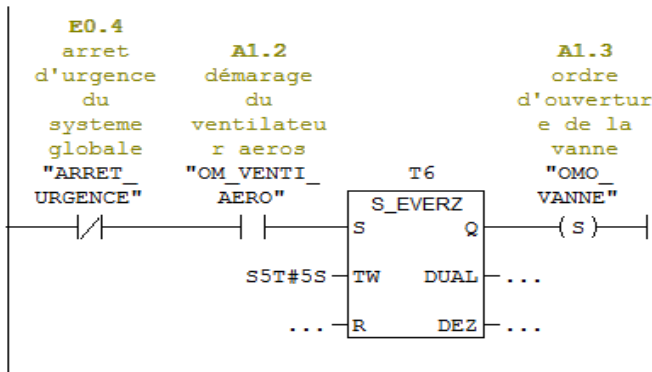 E0.4
arret
d'urgence
du
systeme
globale
"ARRET_
URGENCE"
A1.2
démarage
du
ventilateu
r aeros
"OM_VENTI_
AERO"
A1.3
ordre
d'ouvertur
e de la
vanne
"OMO_
VANNE"
T6
S_EVERZ
S Q
(S)
S5T#5S TW DUAL ...
... R DEZ ...